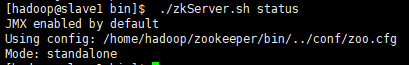 [hadoop@slave1 bin]$  ./zkServer.sh status
JMX enabled by default
Using config: /home/hadoop/zookeeper/bin/../conf/zoo.cfg
Mode: standalone